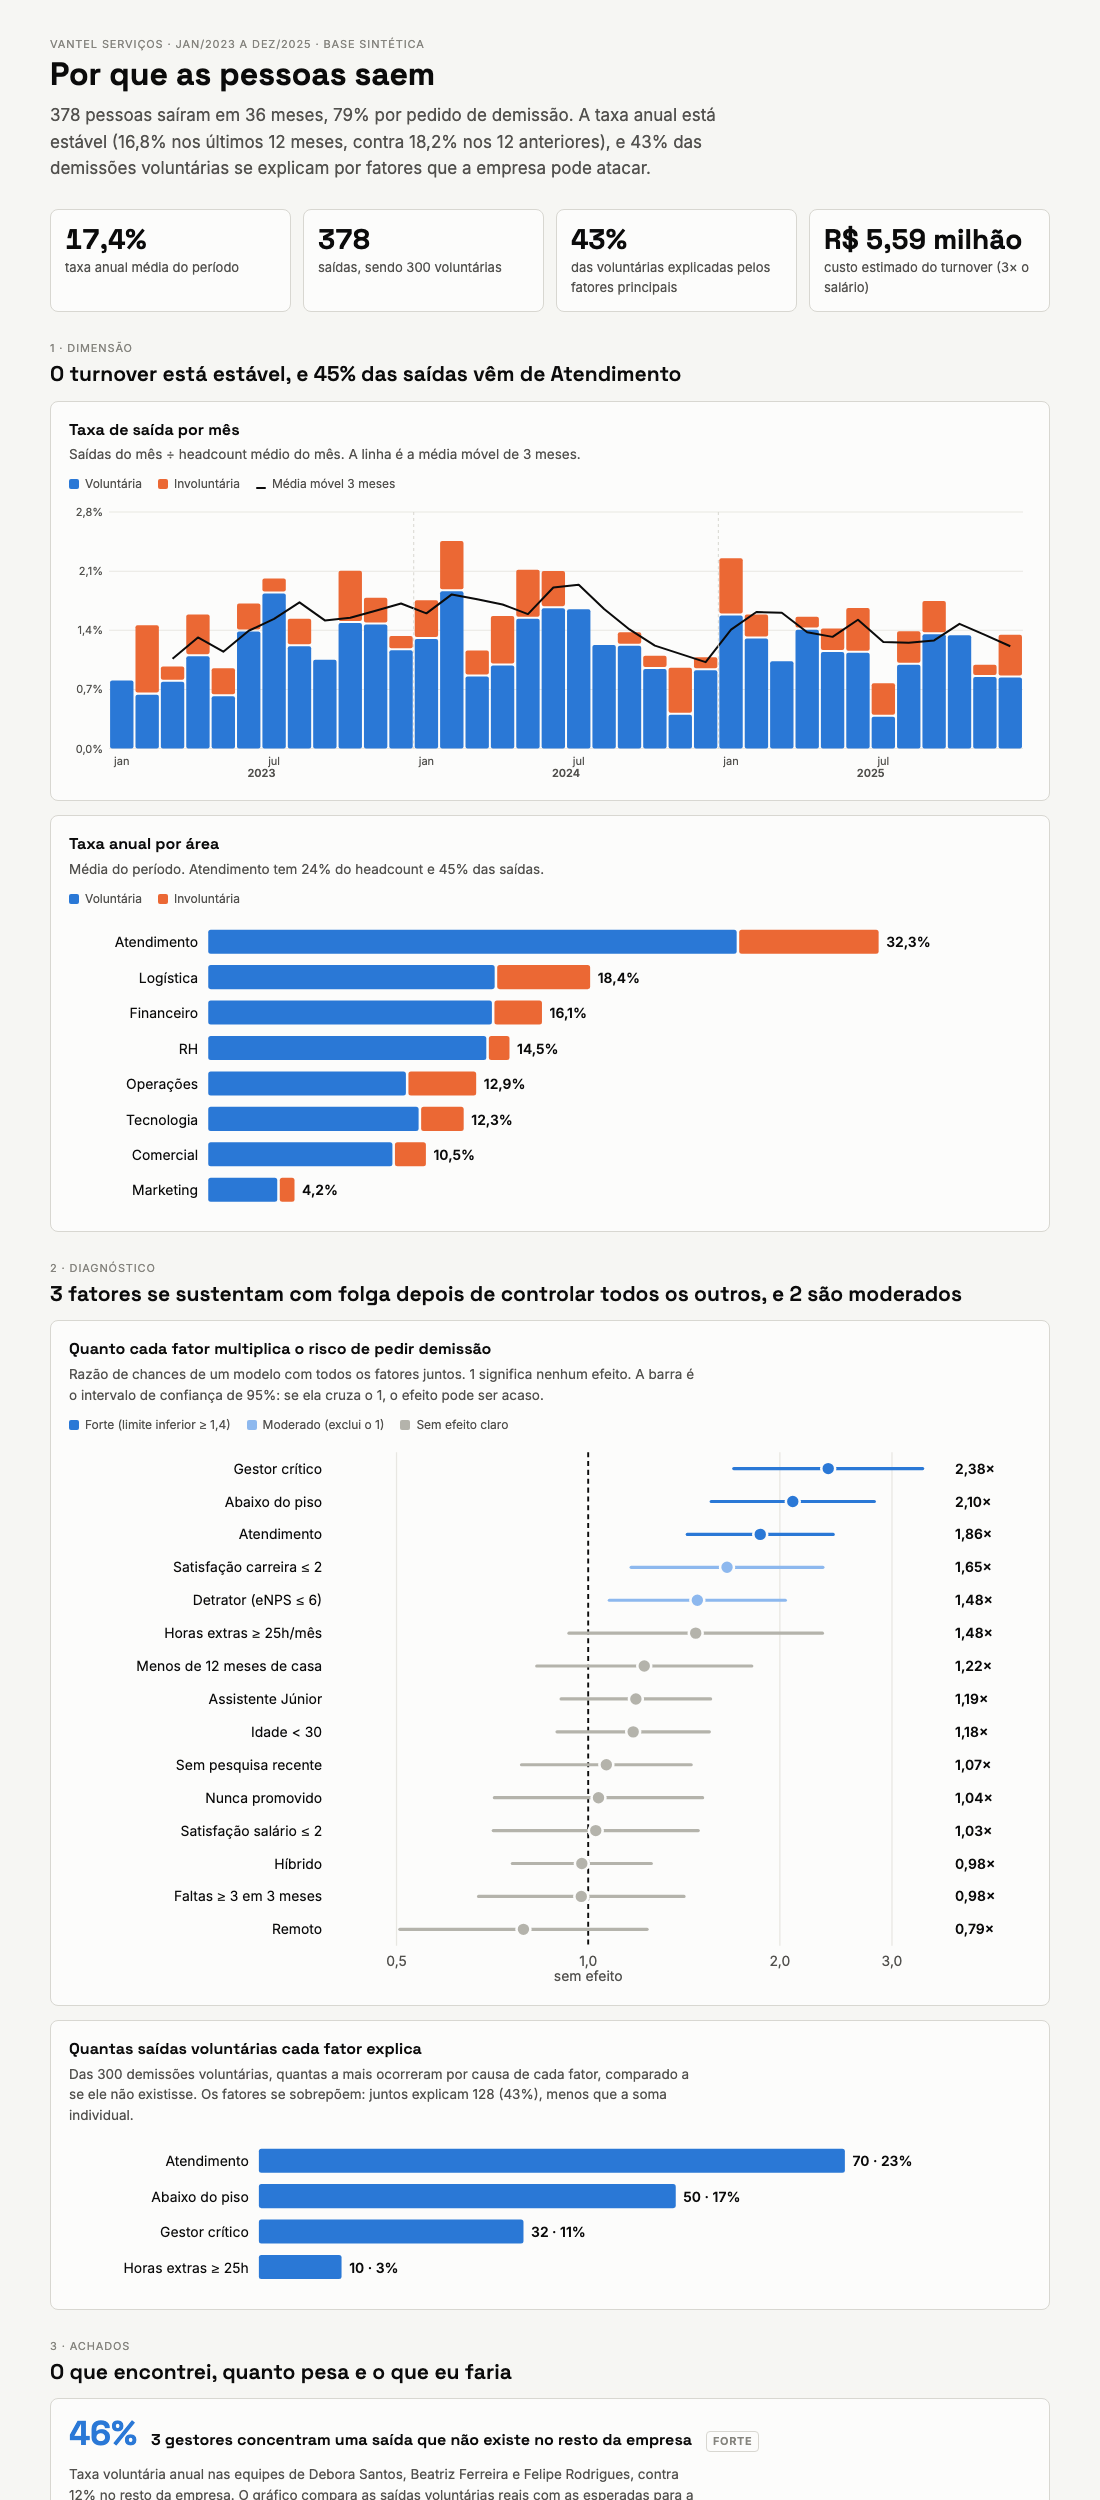 VANTEL SERVIÇOS · JAN/2023 A DEZ/2025 · BASE SINTÉTICA
Por que as pessoas saem
378 pessoas saíram em 36 meses, 79% por pedido de demissão. A taxa anual está
estável (16,8% nos últimos 12 meses, contra 18,2% nos 12 anteriores), e 43% das
demissões voluntárias se explicam por fatores que a empresa pode atacar.
17,4%
taxa anual média do período
378
saídas, sendo 300 voluntárias
43%
das voluntárias explicadas pelos
fatores principais
R$ 5,59 milhão
custo estimado do turnover (3× o
salário)
1 · DIMENSÃO
O turnover está estável, e 45% das saídas vêm de Atendimento
Taxa de saída por mês
Saídas do mês ÷ headcount médio do mês. A linha é a média móvel de 3 meses.
Voluntária Involuntária Média móvel 3 meses
2,8%
2,1%
1,4%
0,7%
0,0%
jan jul jan jul jan jul
2023 2024 2025
Taxa anual por área
Média do período. Atendimento tem 24% do headcount e 45% das saídas.
Voluntária Involuntária
Atendimento 32,3%
Logística 18,4%
Financeiro 16,1%
RH 14,5%
Operações 12,9%
Tecnologia 12,3%
Comercial 10,5%
Marketing 4,2%
2 · DIAGNÓSTICO
3 fatores se sustentam com folga depois de controlar todos os outros, e 2 são moderados
Quanto cada fator multiplica o risco de pedir demissão
Razão de chances de um modelo com todos os fatores juntos. 1 significa nenhum efeito. A barra é
o intervalo de confiança de 95%: se ela cruza o 1, o efeito pode ser acaso.
Forte (limite inferior ≥ 1,4) Moderado (exclui o 1) Sem efeito claro
Gestor crítico 2,38×
Abaixo do piso 2,10×
Atendimento 1,86×
Satisfação carreira ≤ 2 1,65×
Detrator (eNPS ≤ 6) 1,48×
Horas extras ≥ 25h/mês 1,48×
Menos de 12 meses de casa 1,22×
Assistente Júnior 1,19×
Idade < 30 1,18×
Sem pesquisa recente 1,07×
Nunca promovido 1,04×
Satisfação salário ≤ 2 1,03×
Híbrido 0,98×
Faltas ≥ 3 em 3 meses 0,98×
Remoto 0,79×
0,5 1,0 2,0 3,0
sem efeito
Quantas saídas voluntárias cada fator explica
Das 300 demissões voluntárias, quantas a mais ocorreram por causa de cada fator, comparado a
se ele não existisse. Os fatores se sobrepõem: juntos explicam 128 (43%), menos que a soma
individual.
Atendimento 70 · 23%
Abaixo do piso 50 · 17%
Gestor crítico 32 · 11%
Horas extras ≥ 25h 10 · 3%
3 · ACHADOS
O que encontrei, quanto pesa e o que eu faria
46% 3 gestores concentram uma saída que não existe no resto da empresa FORTE
Taxa voluntária anual nas equipes de Debora Santos, Beatriz Ferreira e Felipe Rodrigues, contra
12% no resto da empresa. O gráfico compara as saídas voluntárias reais com as esperadas para a